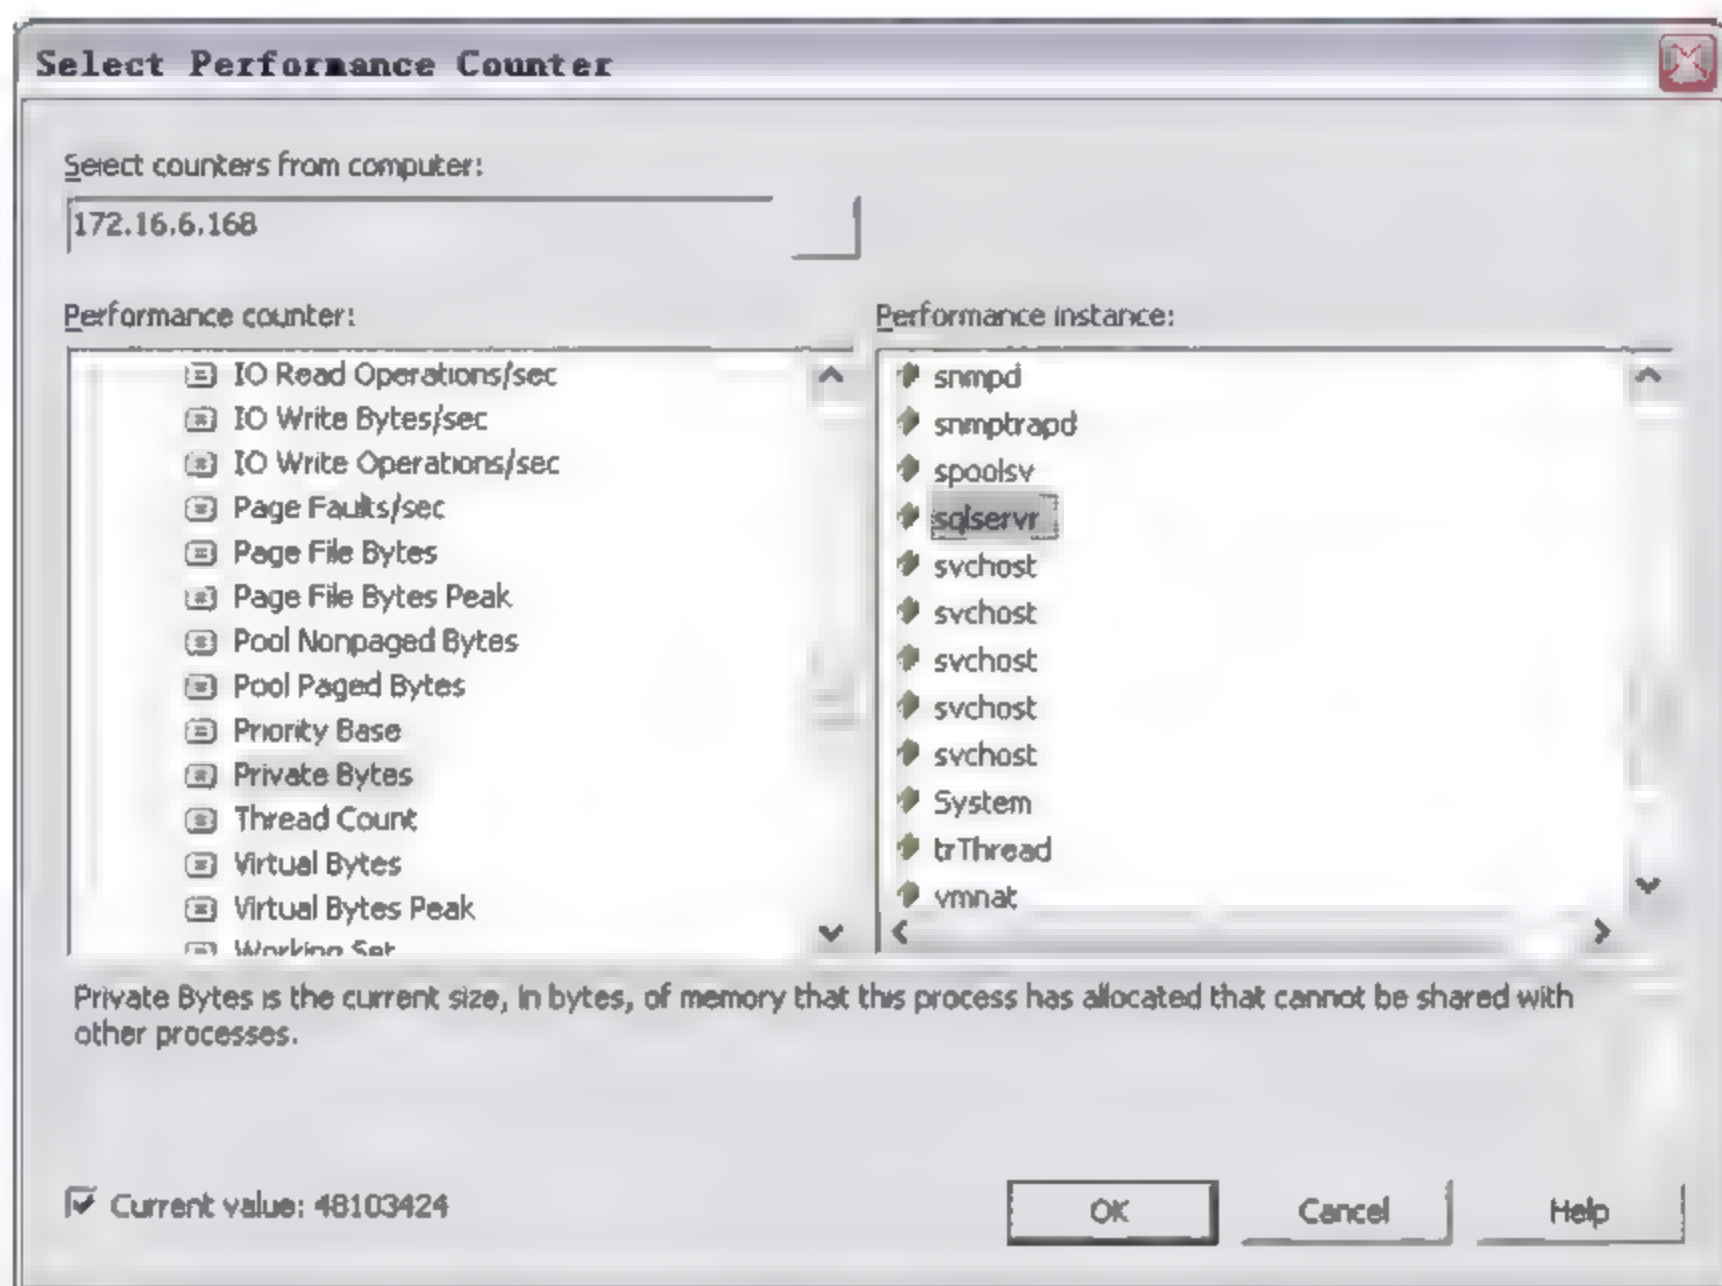 Select Performance Counter
Select counters from computer:
172.16.6.168
Performance counter:
IO Read Operations/sec
IO Write Bytes/sec
IO Write Operations/sec
Page Faults/sec
Page File Bytes
Page File Bytes Peak
Pool Nonpaged Bytes
Pool Paged Bytes
Priority Base
Private Bytes
Thread Count
Virtual Bytes
Virtual Bytes Peak
Working Set
Performance instance:
snmpd
snmptrapd
spoolsv
sqlservr
svchost
svchost
svchost
svchost
svchost
System
trThread
vmnat
Private Bytes is the current size, in bytes, of memory that this process has allocated that cannot be shared with
other processes.
Current value: 48103424
OK
Cancel
Help